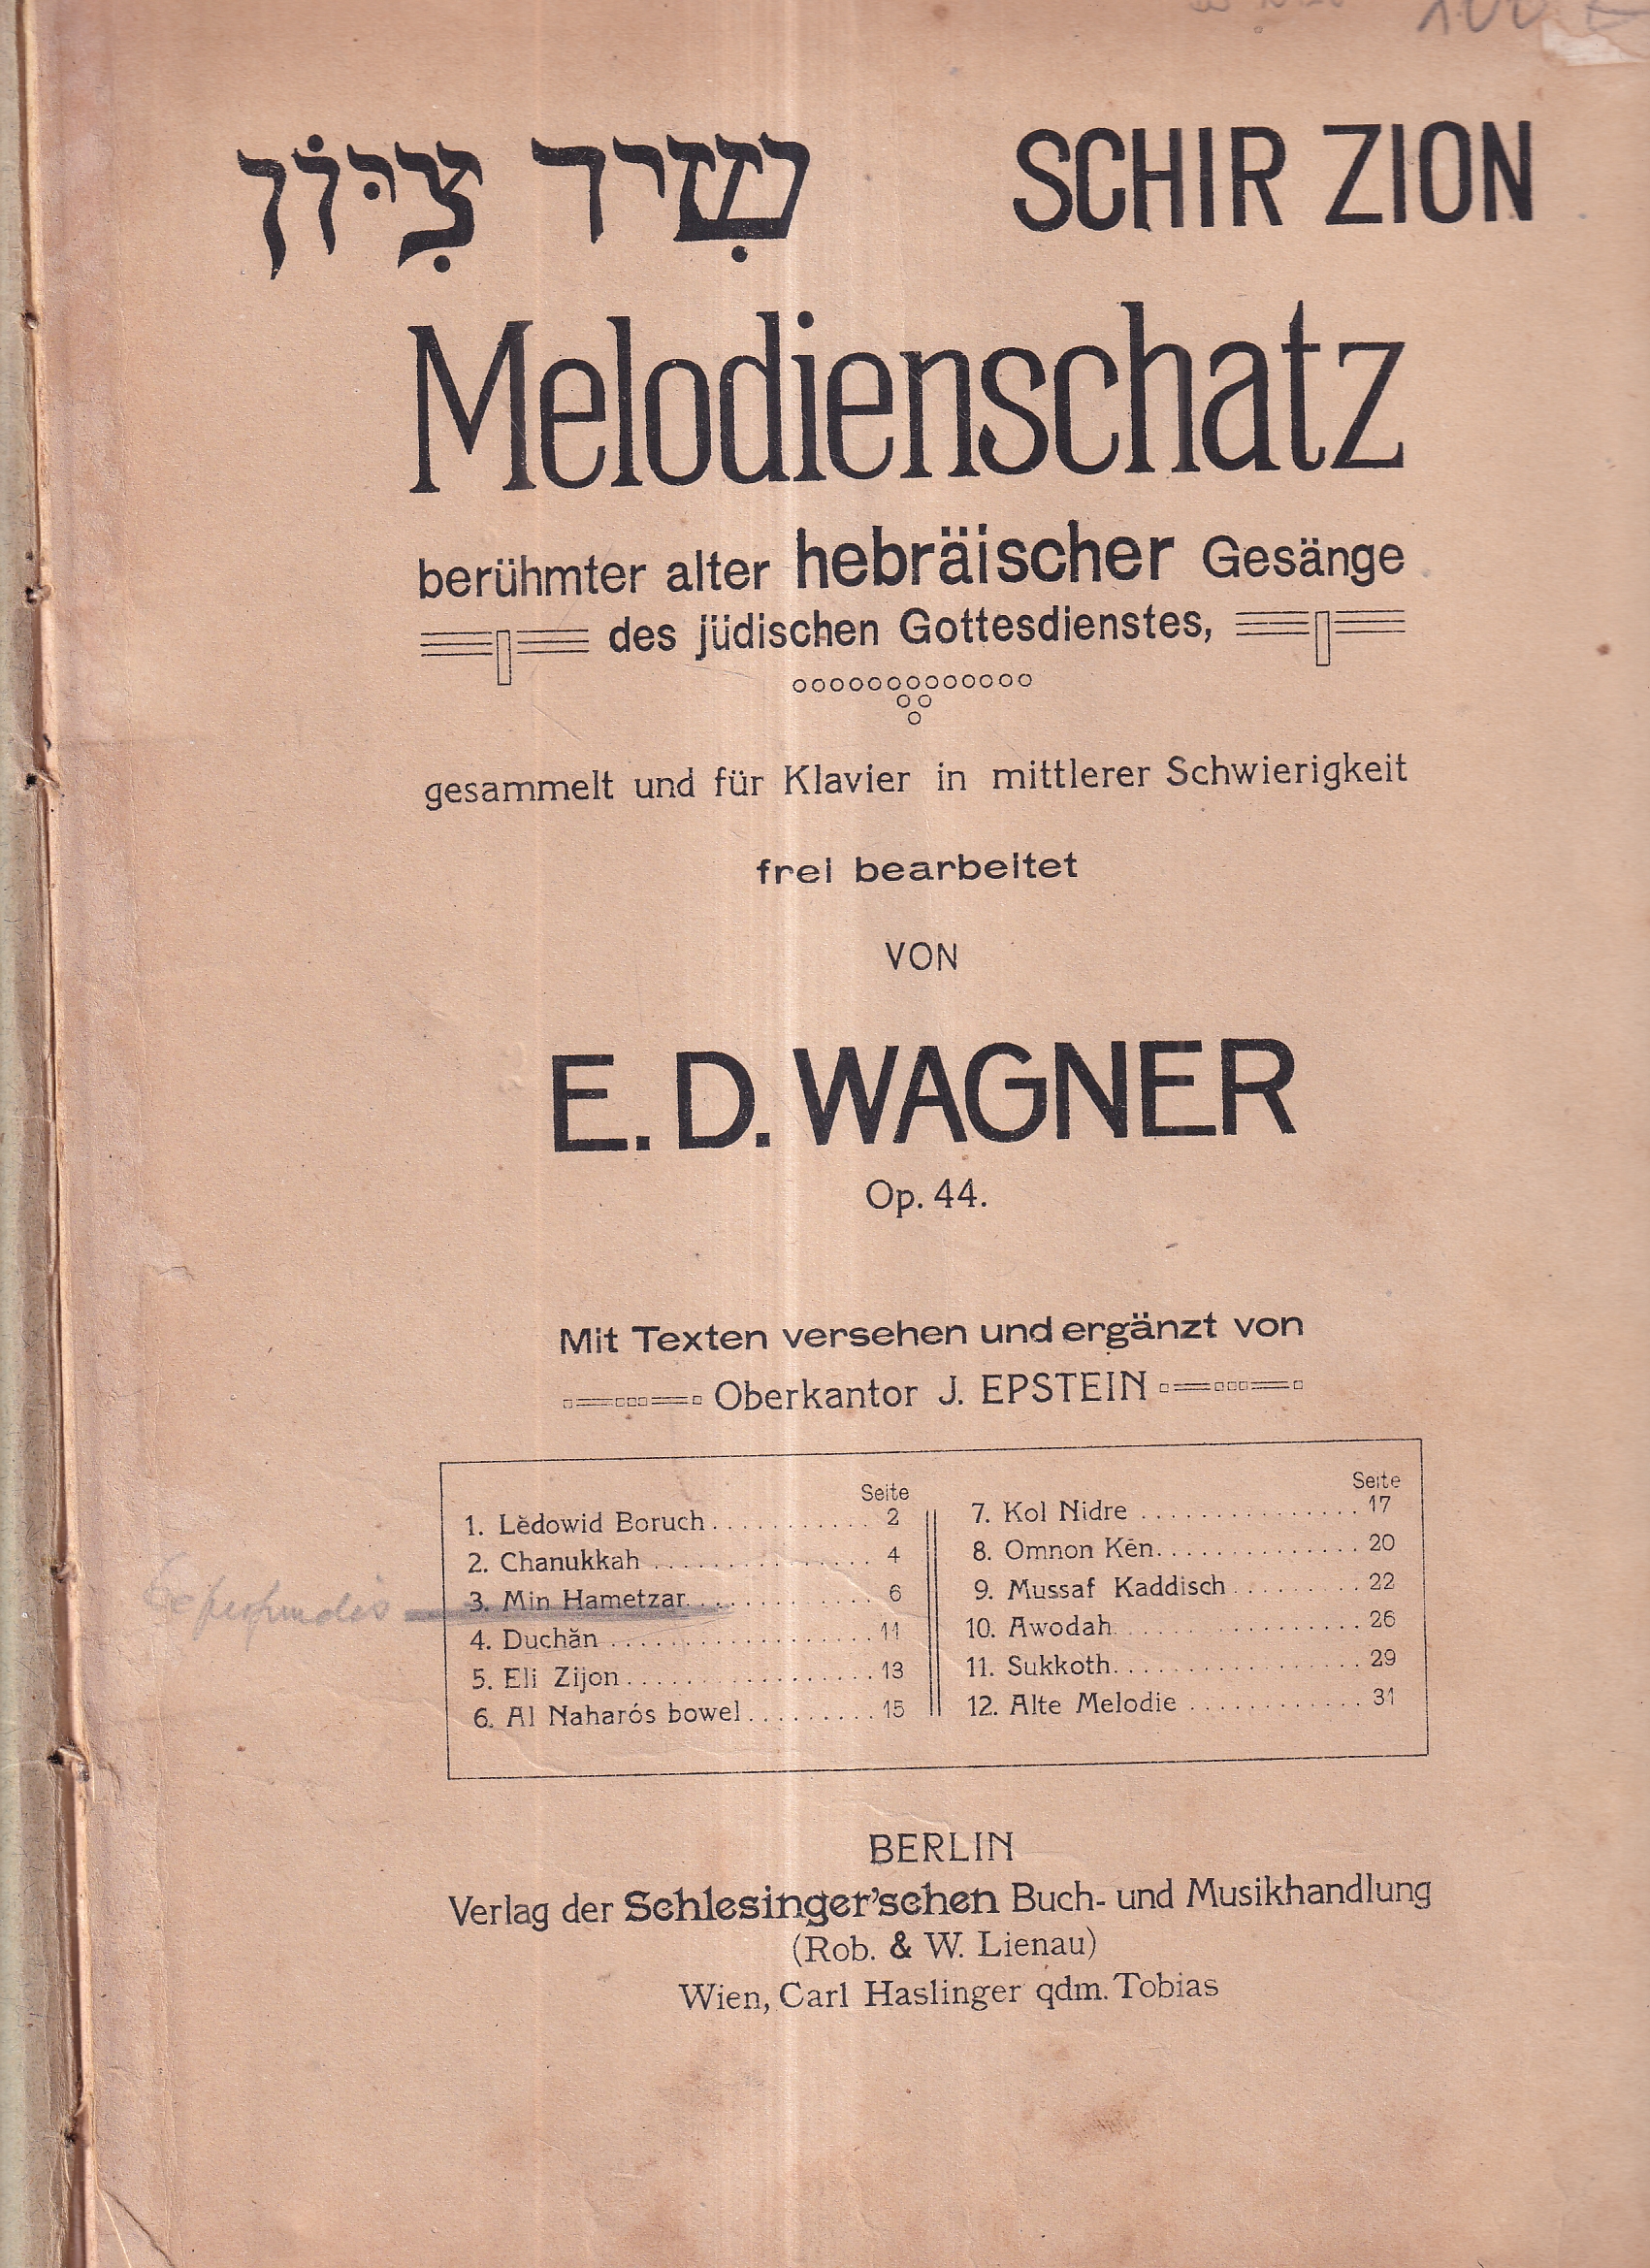 שִׁיר צִיּוֹן SCHIR ZION
Melodienschatz
berühmter alter hebräischer Gesänge
des jüdischen Gottesdienstes,
gesammelt und für Klavier in mittlerer Schwierigkeit
frei bearbeitet
VON
E. D. WAGNER
Op. 44.
Mit Texten versehen und ergänzt von
Oberkantor J. EPSTEIN
Seite
1. Lĕdowid Boruch 2
2. Chanukkah 4
3. Min Hametzar 6
4. Duchăn 11
5. Eli Zijon 13
6. Al Naharós bowel 15
Seite
7. Kol Nidre 17
8. Omnon Kēn 20
9. Mussaf Kaddisch 22
10. Awodah 26
11. Sukkoth 29
12. Alte Melodie 31
BERLIN
Verlag der Schlesinger'schen Buch- und Musikhandlung
(Rob. & W. Lienau)
Wien, Carl Haslinger qdm. Tobias